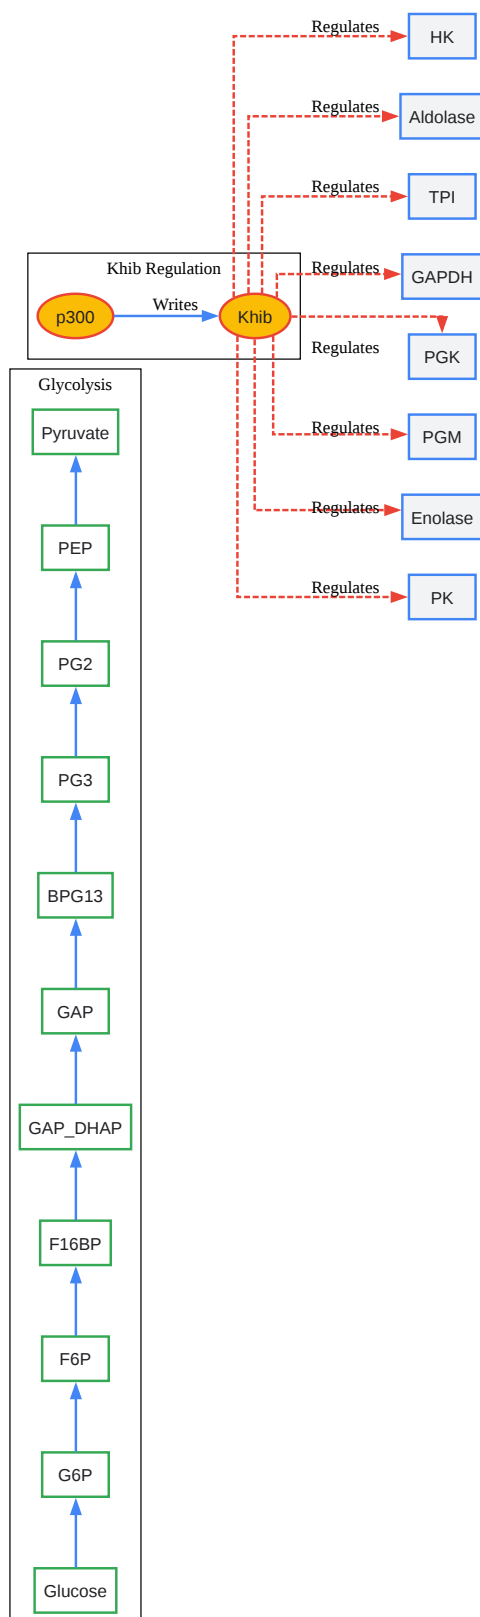 Regulates
HK
Regulates
Aldolase
Regulates
TPI
Khib Regulation
Regulates
GAPDH
Writes
p300
Khib
Regulates
PGK
Glycolysis
Regulates
PGM
Pyruvate
Regulates
Enolase
PEP
Regulates
PK
PG2
PG3
BPG13
GAP
GAP_DHAP
F16BP
F6P
G6P
Glucose